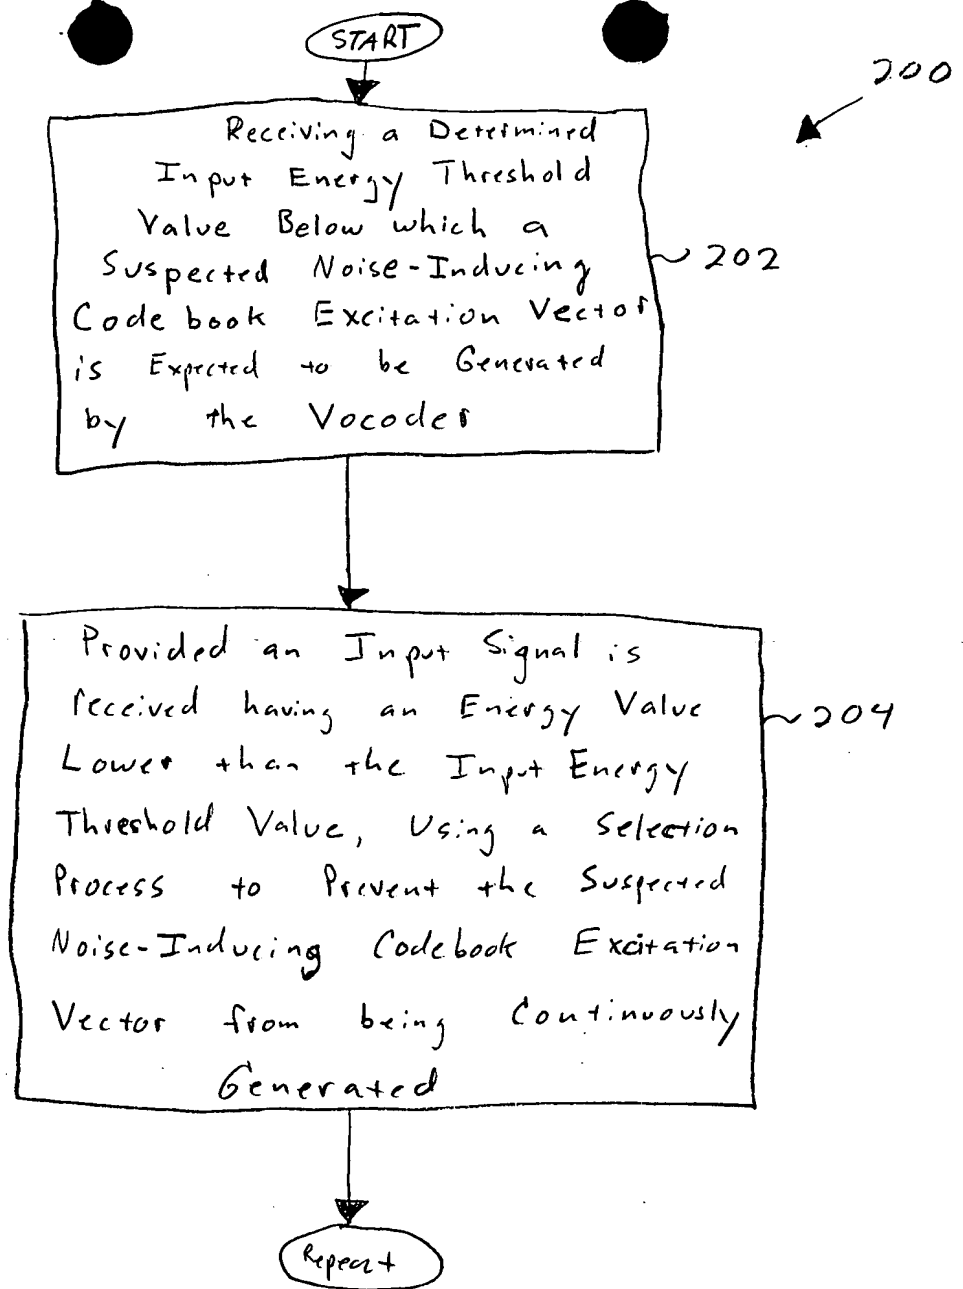 START
200
Receiving a Determined
Input Energy Threshold
Value Below which a
Suspected Noise-Inducing
202
Codebook Excitation Vector
is Expected to be Generated
by the Vocoder
Provided an Input Signal is
received having an Energy Value
204
Lower than the Input Energy
Threshold Value, Using a Selection
Process to Prevent the Suspected
Noise-Inducing Codebook Excitation
Vector from being Continuously
Generated
Repeat